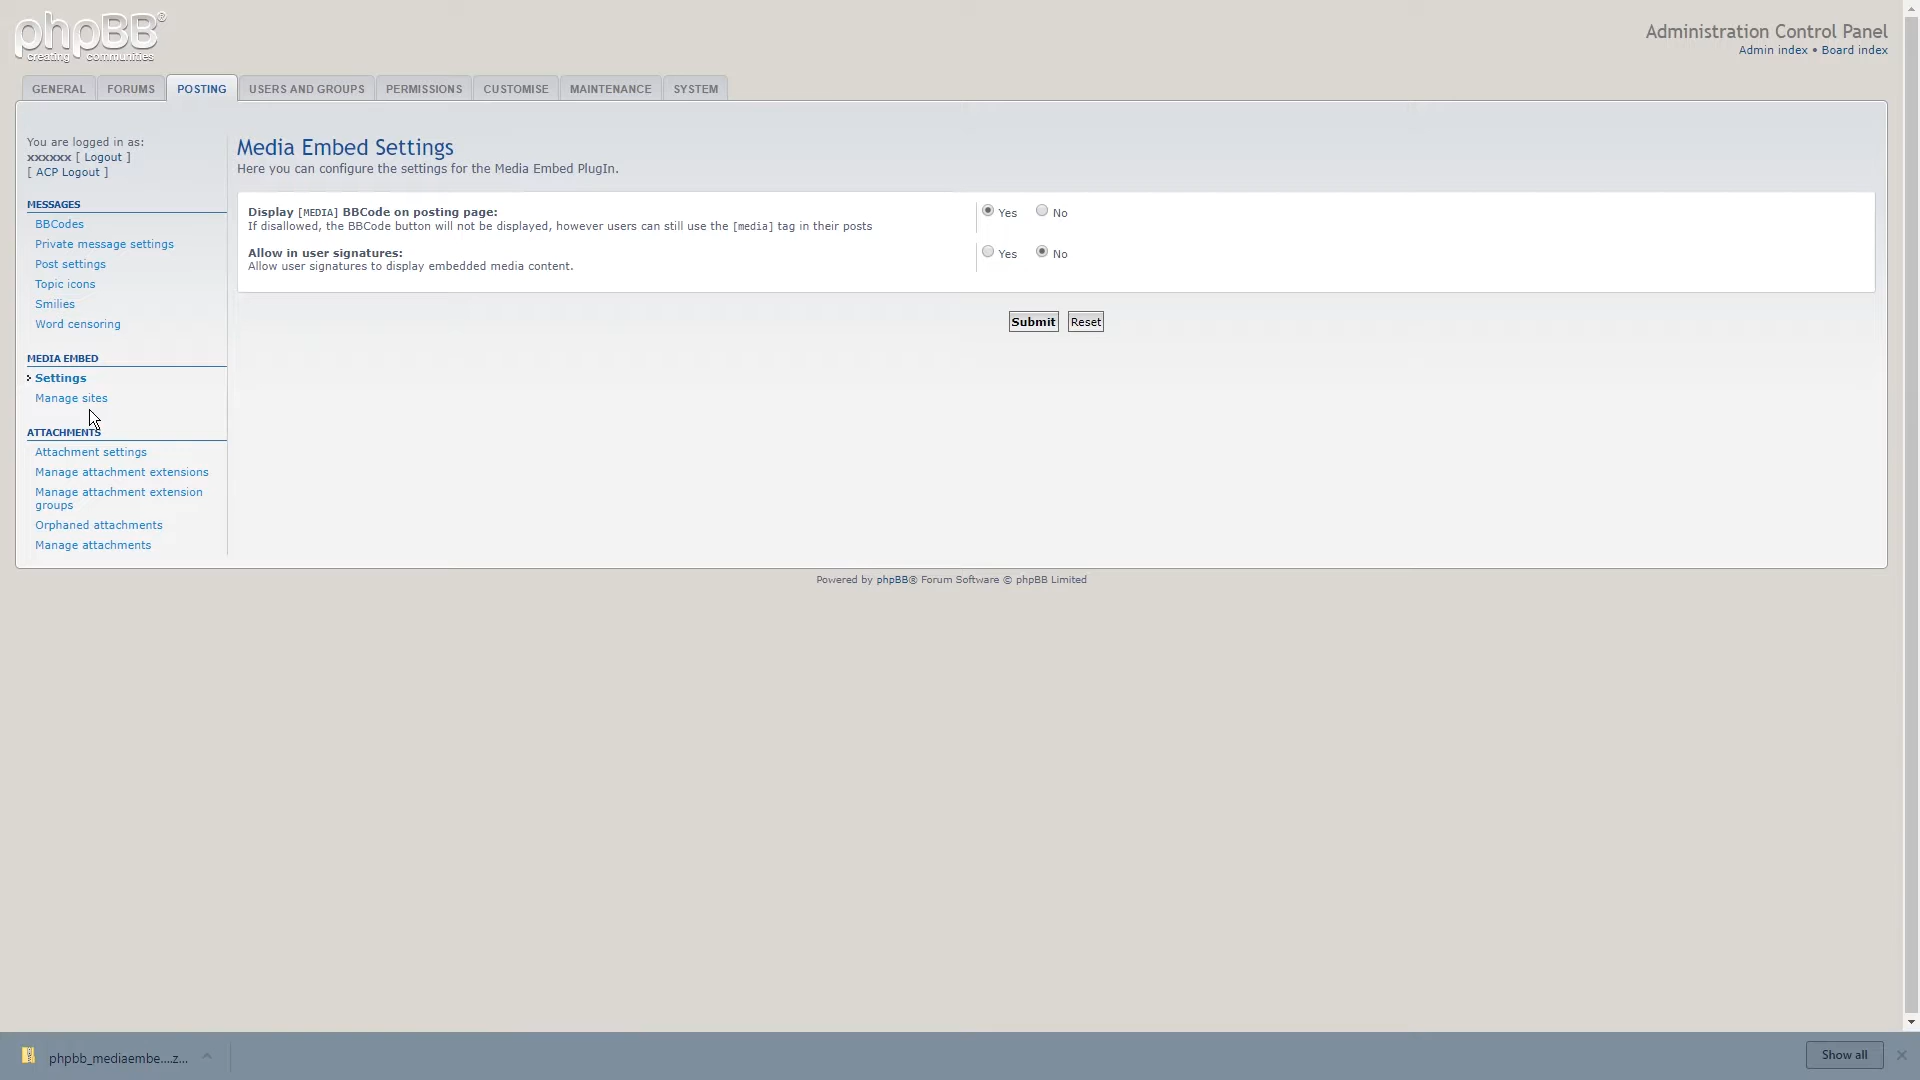 phpBB®
creating communities
Administration Control Panel
Admin index • Board index
GENERAL
FORUMS
POSTING
USERS AND GROUPS
PERMISSIONS
CUSTOMISE
MAINTENANCE
SYSTEM
You are logged in as:
xxxxxx [ Logout ]
[ ACP Logout ]
MESSAGES
BBCodes
Private message settings
Post settings
Topic icons
Smilies
Word censoring
MEDIA EMBED
Settings
Manage sites
ATTACHMENTS
Attachment settings
Manage attachment extensions
Manage attachment extension
groups
Orphaned attachments
Manage attachments
Media Embed Settings
Here you can configure the settings for the Media Embed PlugIn.
Display [MEDIA] BBCode on posting page:
If disallowed, the BBCode button will not be displayed, however users can still use the [media] tag in their posts
Yes No
Allow in user signatures:
Allow user signatures to display embedded media content.
Yes No
Submit Reset
Powered by phpBB® Forum Software © phpBB Limited
phpbb_mediaembe....z...
Show all